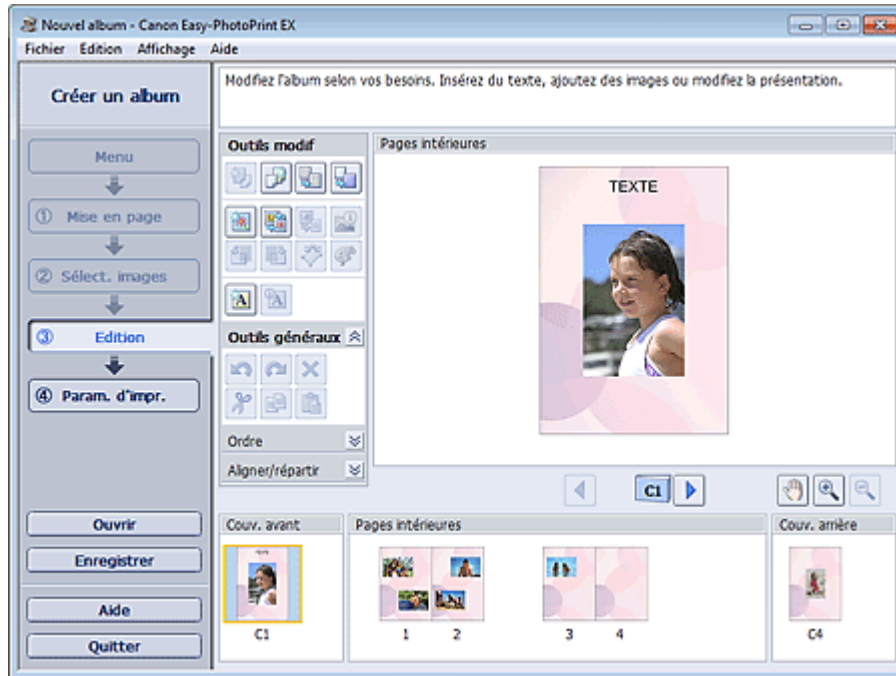 Nouvel album - Canon Easy-PhotoPrint EX
Fichier Edition Affichage Aide
Créer un album
Modifiez l'album selon vos besoins. Insérez du texte, ajoutez des images ou modifiez la présentation.
Menu
① Mise en page
② Sélect. images
③ Edition
④ Param. d'impr.
Ouvrir
Enregistrer
Aide
Quitter
Outils modif
Outils généraux
Ordre
Aligner/répartir
Pages intérieures
TEXTE
C1
Couv. avant
TEXTE
C1
Pages intérieures
1 2 3 4
Couv. arrière
C4